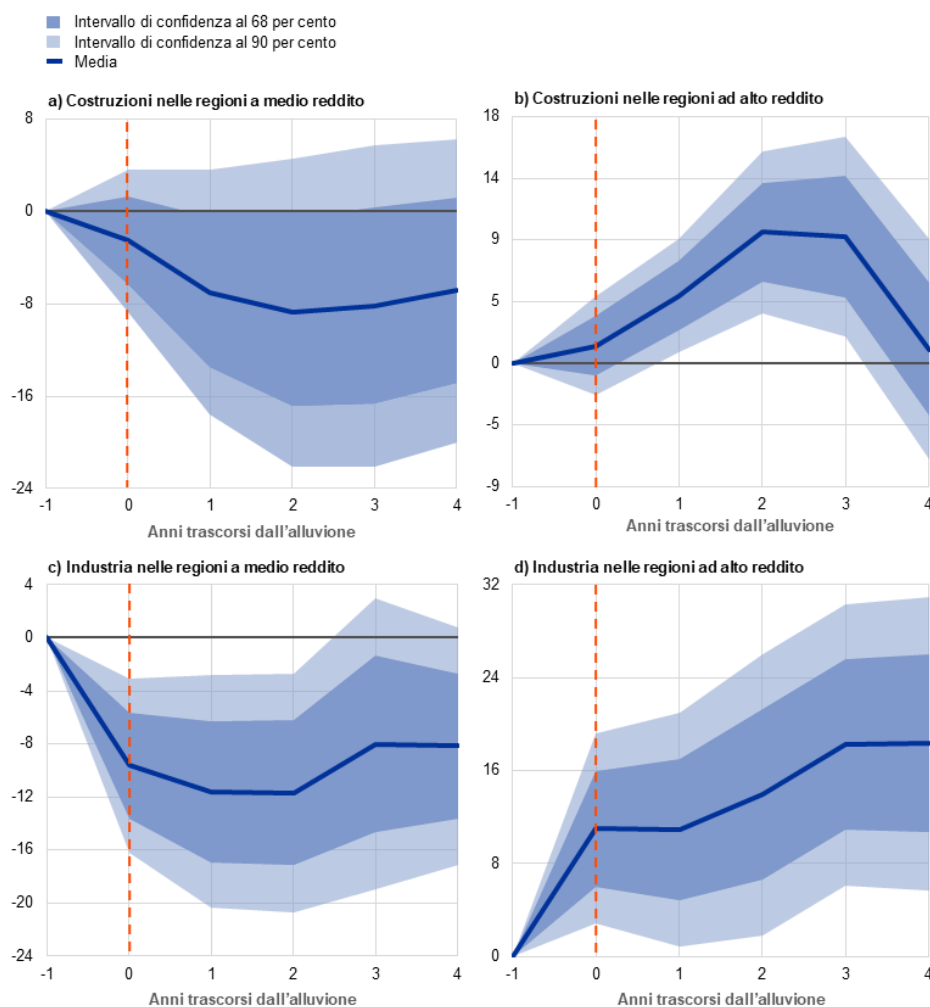 Intervallo di confidenza al 68 per cento
Intervallo di confidenza al 90 per cento
Media
a) Costruzioni nelle regioni a medio reddito
8
0
-8
-16
-24
-1 0 1 2 3 4
Anni trascorsi dall'alluvione
b) Costruzioni nelle regioni ad alto reddito
18
14
9
5
0
-5
-9
-1 0 1 2 3 4
Anni trascorsi dall'alluvione
c) Industria nelle regioni a medio reddito
4
0
-4
-8
-12
-16
-20
-24
-1 0 1 2 3 4
Anni trascorsi dall'alluvione
d) Industria nelle regioni ad alto reddito
32
24
16
8
0
-1 0 1 2 3 4
Anni trascorsi dall'alluvione